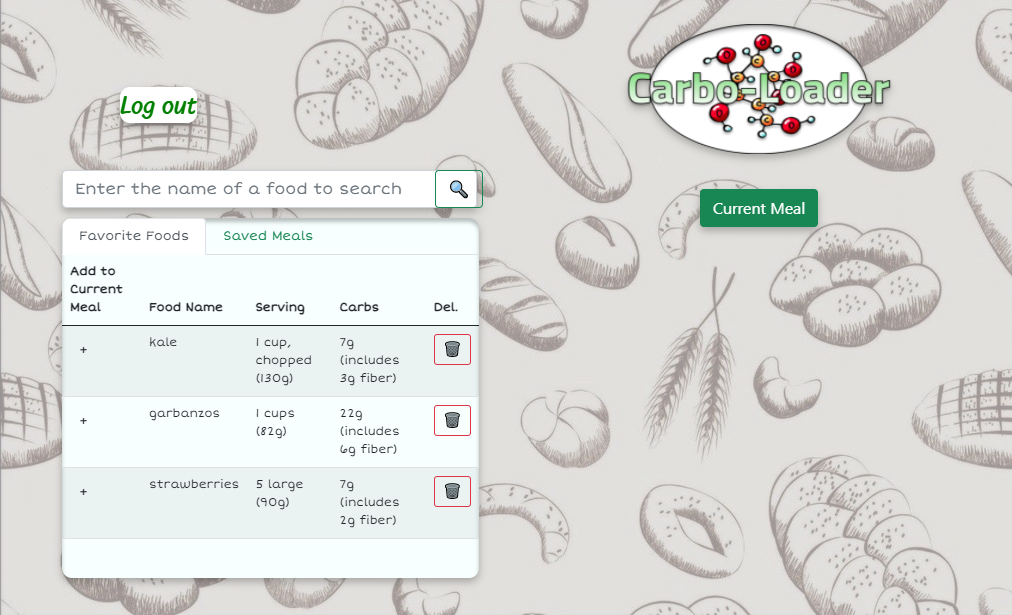 Carbo-Loader
Log out
Enter the name of a food to search
Current Meal
Favorite Foods Saved Meals
Add to
Current
Meal Food Name Serving Carbs Del.
+ kale 1 cup, 7g
chopped (includes
(130g) 3g fiber)
+ garbanzos 1 cups 22g
(82g) (includes
6g fiber)
+ strawberries 5 large 7g
(90g) (includes
2g fiber)